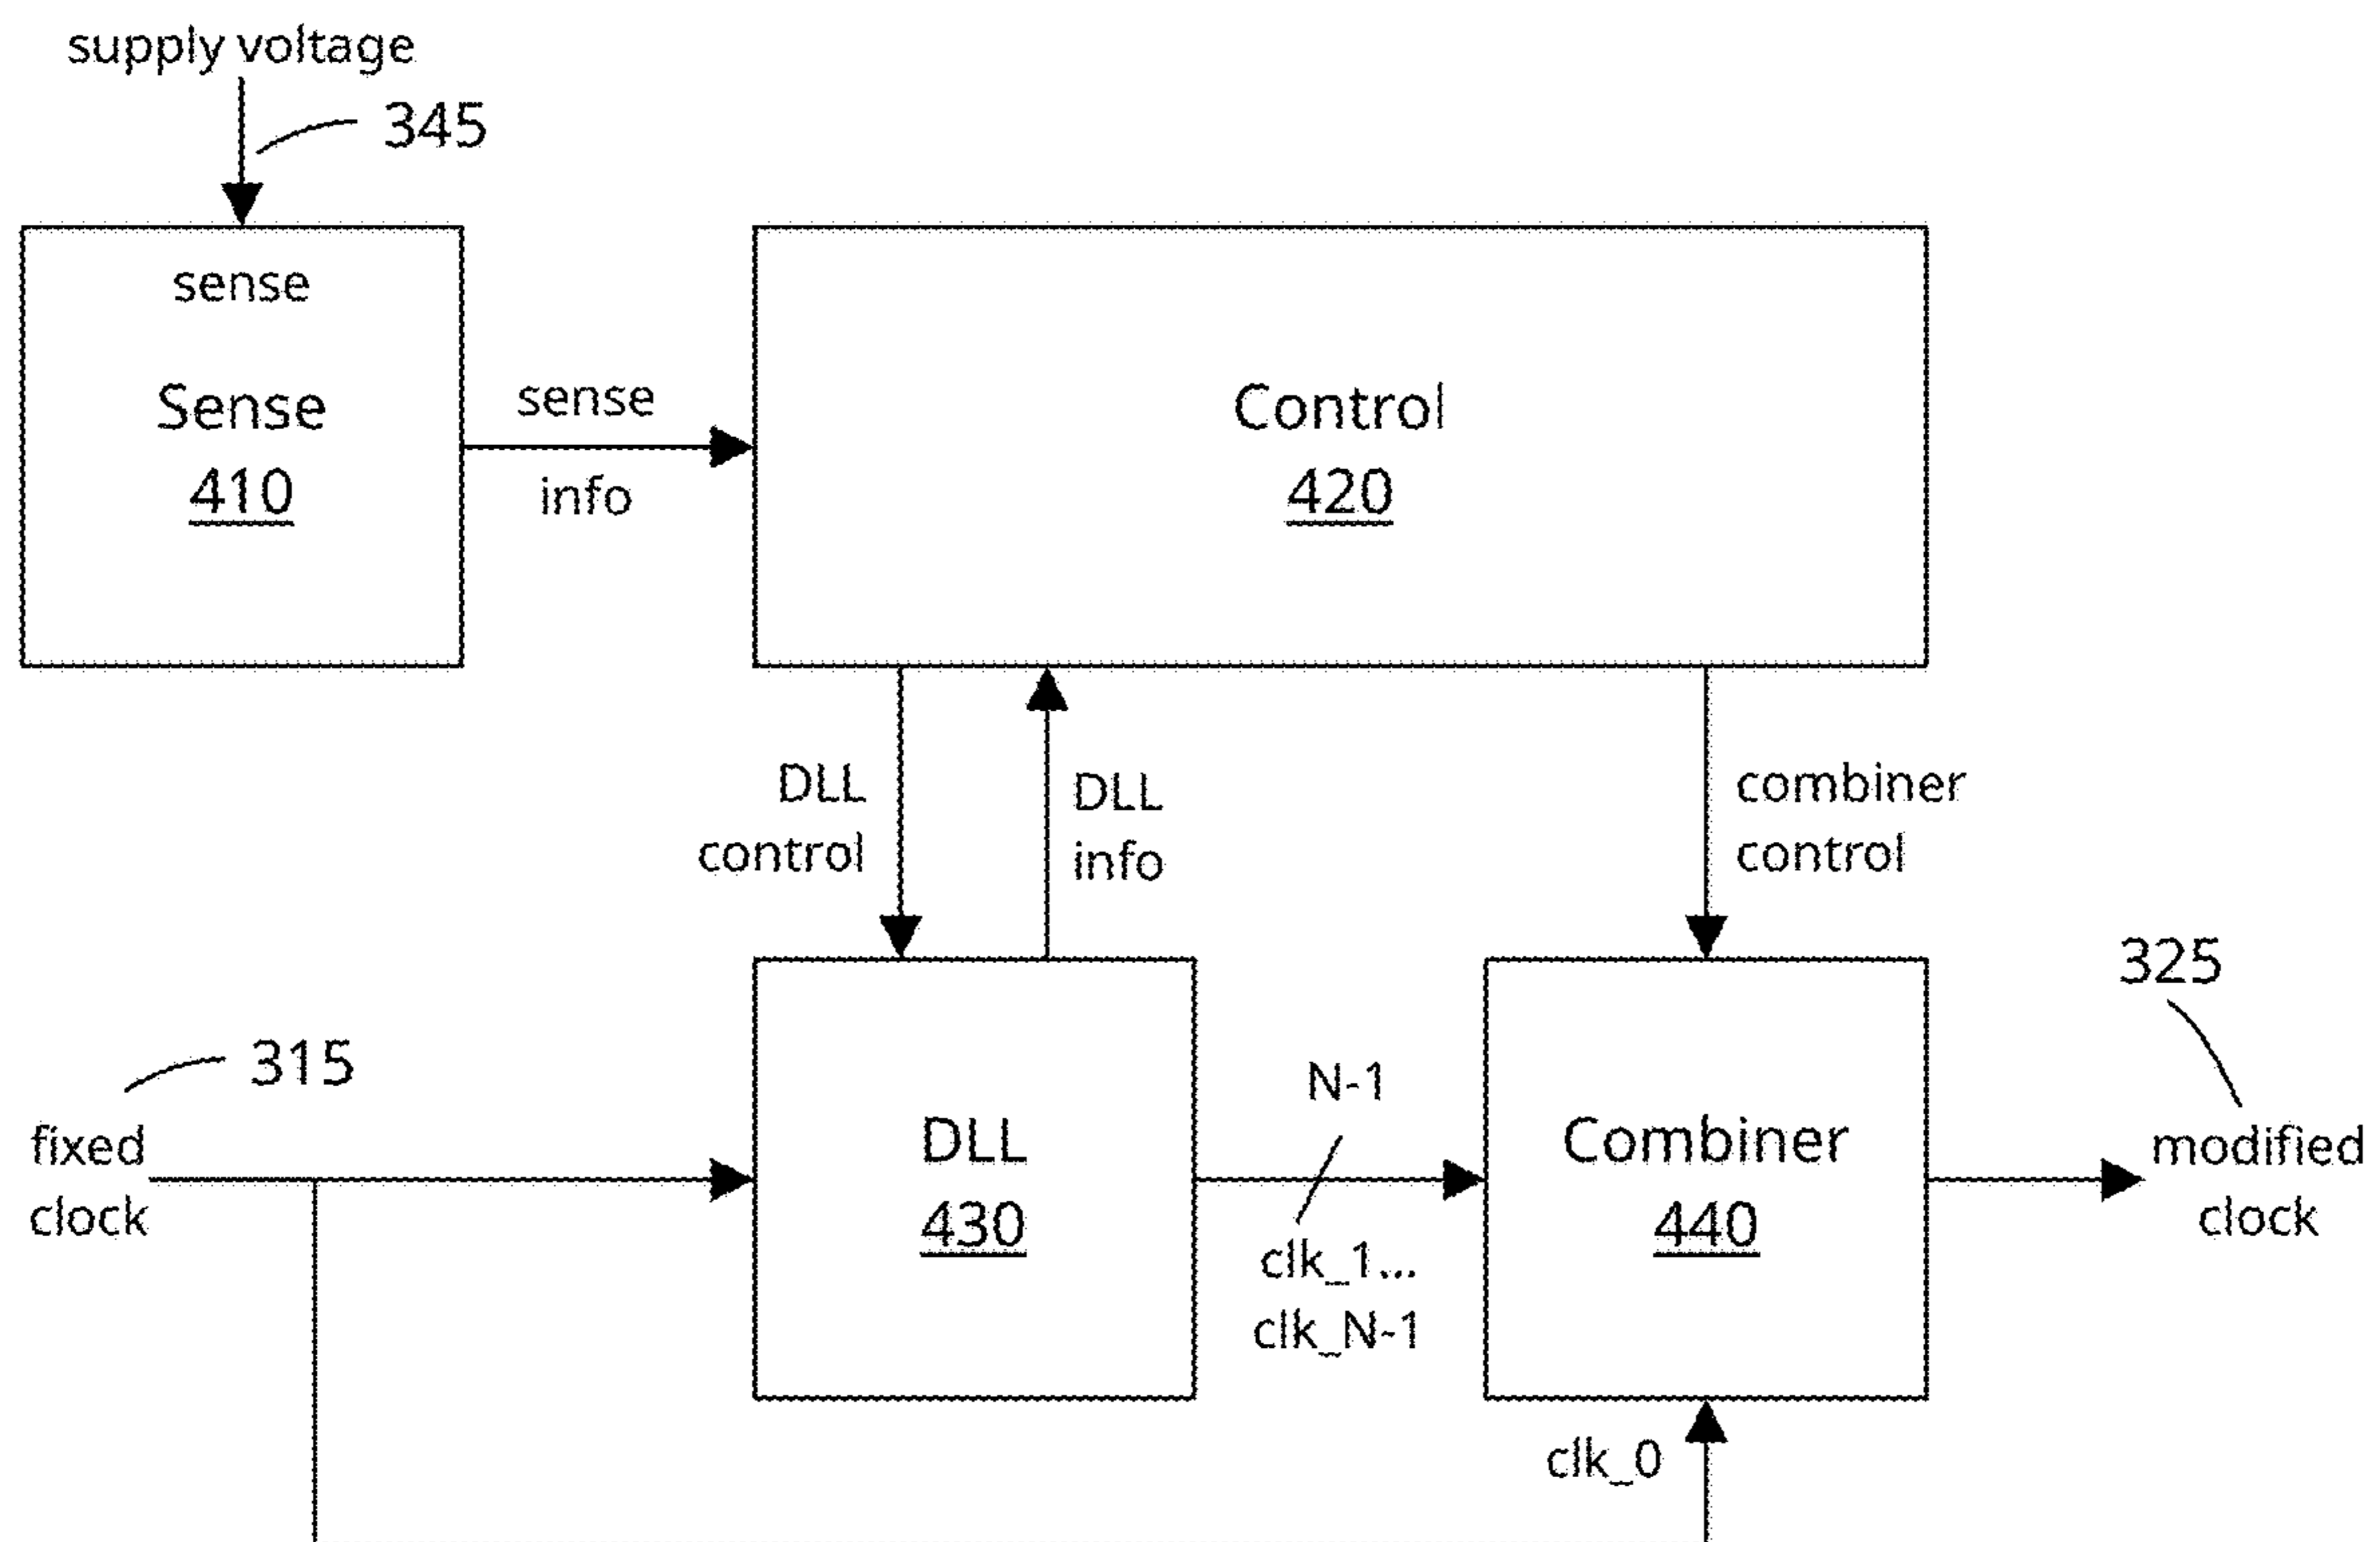 supply voltage
345
sense
Sense
410
sense
info
Control
420
DLL
control
DLL
info
combiner
control
325
315
fixed
clock
DLL
430
N-1
clk_1...
clk_N-1
Combiner
440
modified
clock
clk_0